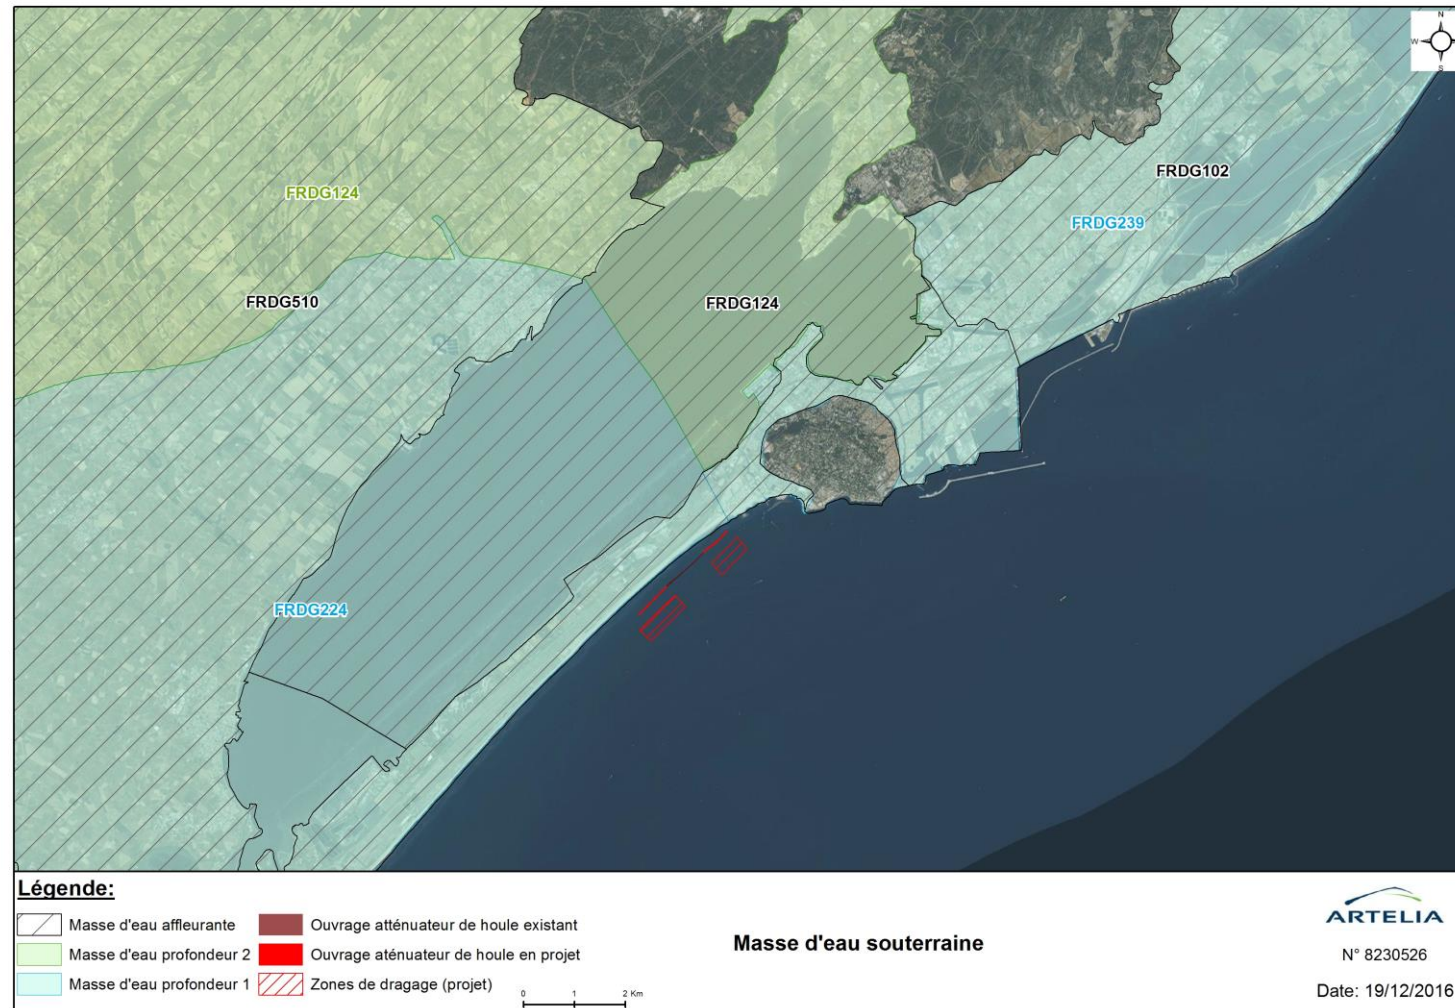 N
W
S
FRDG102
FRDG124
FRDG239
FRDG510
FRDG124
FRDG224
Légende:
Masse d'eau affleurante
Ouvrage atténuateur de houle existant
Masse d'eau profondeur 2
Ouvrage aténuateur de houle en projet
Masse d'eau profondeur 1
Zones de dragage (projet)
0 1 2 Km
Masse d'eau souterraine
ARTELIA
N° 8230526
Date: 19/12/2016